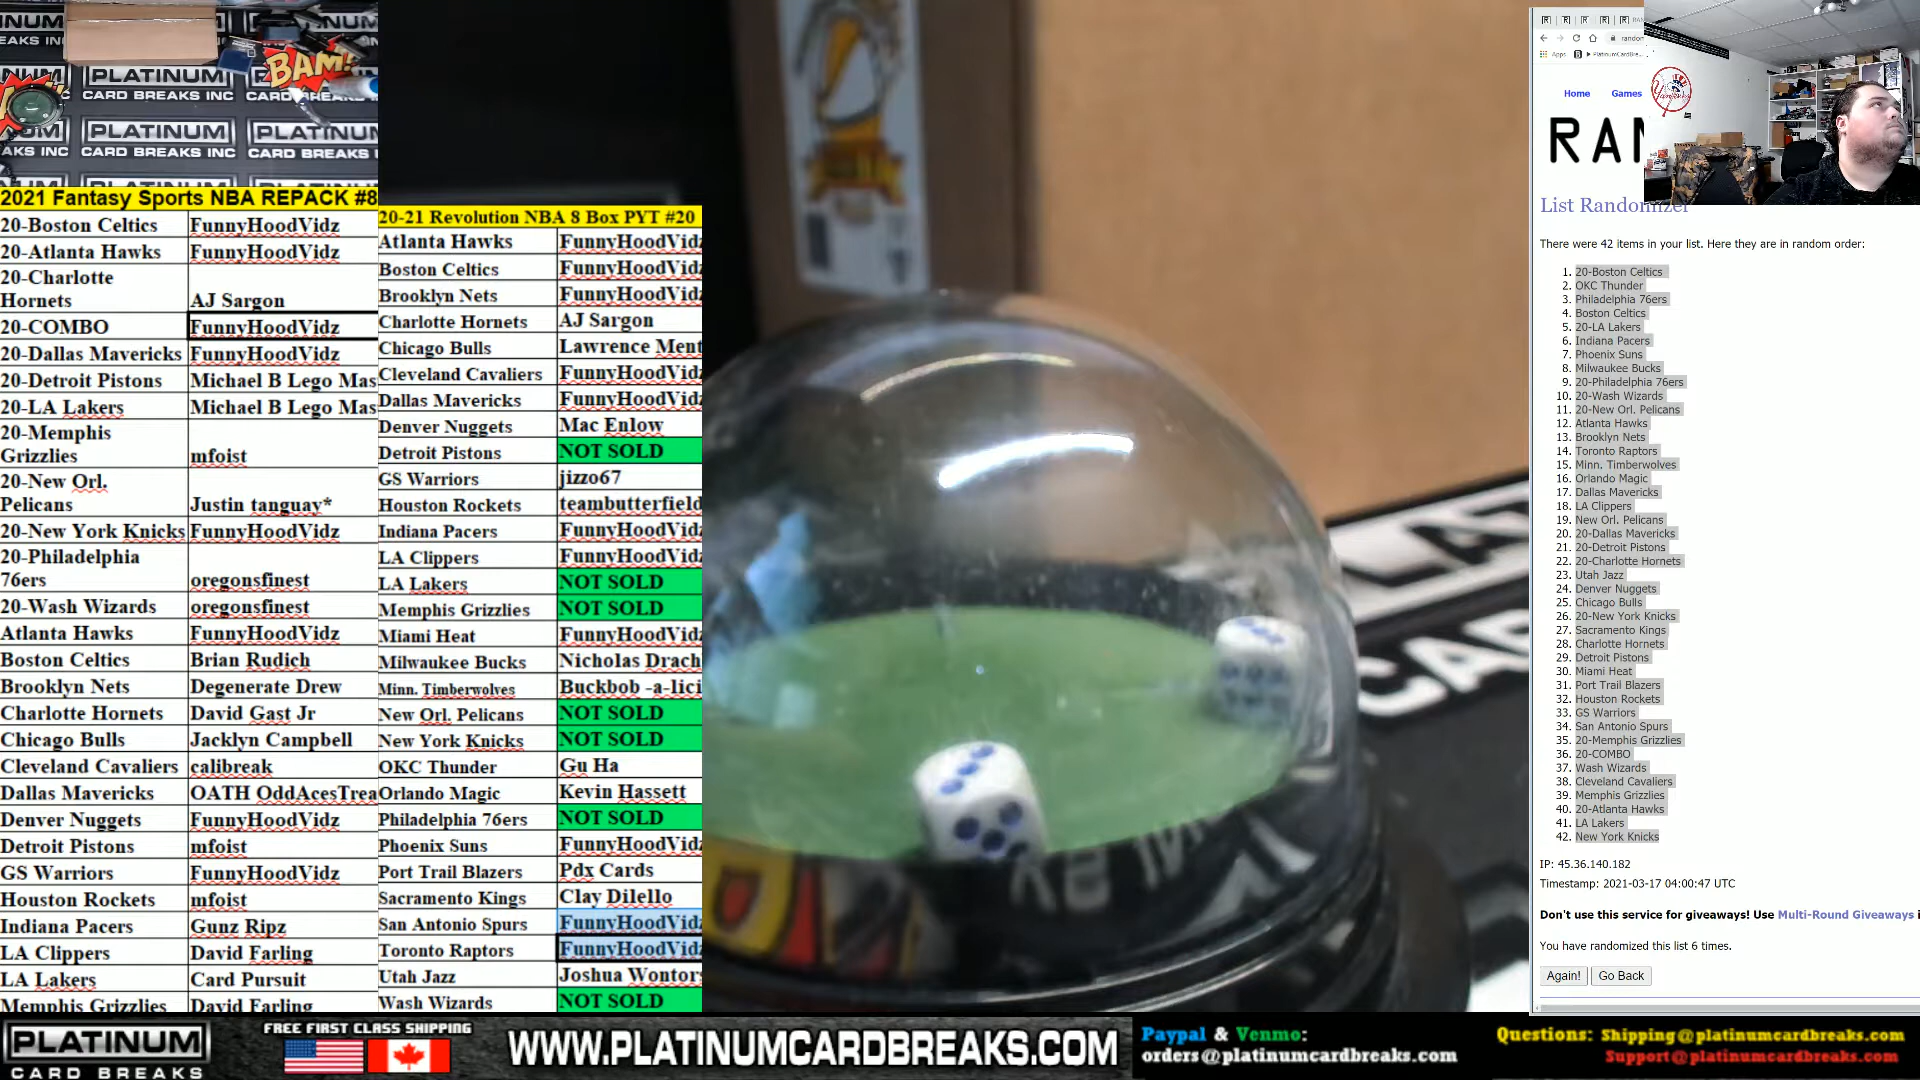 PLATINUM
CARD BREAKS INC
BAM!
2021 Fantasy Sports NBA REPACK #8
20-Boston Celtics FunnyHoodVidz
20-Atlanta Hawks FunnyHoodVidz
20-Charlotte
Hornets AJ Sargon
20-COMBO FunnyHoodVidz
20-Dallas Mavericks FunnyHoodVidz
20-Detroit Pistons Michael B Lego Mas
20-LA Lakers Michael B Lego Mas
20-Memphis
Grizzlies mfoist
20-New Orl.
Pelicans Justin tanguay*
20-New York Knicks FunnyHoodVidz
20-Philadelphia
76ers oregonsfinest
20-Wash Wizards oregonsfinest
Atlanta Hawks FunnyHoodVidz
Boston Celtics Brian Rudich
Brooklyn Nets Degenerate Drew
Charlotte Hornets David Gast Jr
Chicago Bulls Jacklyn Campbell
Cleveland Cavaliers calibreak
Dallas Mavericks OATH OddAcesTrea
Denver Nuggets FunnyHoodVidz
Detroit Pistons mfoist
GS Warriors FunnyHoodVidz
Houston Rockets mfoist
Indiana Pacers Gunz Ripz
LA Clippers David Farling
LA Lakers Card Pursuit
Memphis Grizzlies David Farling
20-21 Revolution NBA 8 Box PYT #20
Atlanta Hawks FunnyHoodVidz
Boston Celtics FunnyHoodVidz
Brooklyn Nets FunnyHoodVidz
Charlotte Hornets AJ Sargon
Chicago Bulls Lawrence Ment
Cleveland Cavaliers FunnyHoodVidz
Dallas Mavericks FunnyHoodVidz
Denver Nuggets Mac Enlow
Detroit Pistons NOT SOLD
GS Warriors jizzo67
Houston Rockets teambutterfield
Indiana Pacers FunnyHoodVidz
LA Clippers FunnyHoodVidz
LA Lakers NOT SOLD
Memphis Grizzlies NOT SOLD
Miami Heat FunnyHoodVidz
Milwaukee Bucks Nicholas Drach
Minn. Timberwolves Buckbob -a-lici
New Orl. Pelicans NOT SOLD
New York Knicks NOT SOLD
OKC Thunder Gu Ha
Orlando Magic Kevin Hassett
Philadelphia 76ers NOT SOLD
Phoenix Suns FunnyHoodVidz
Port Trail Blazers Pdx Cards
Sacramento Kings Clay Dilello
San Antonio Spurs FunnyHoodVidz
Toronto Raptors FunnyHoodVidz
Utah Jazz Joshua Wontors
Wash Wizards NOT SOLD
Apps PlatinumCardBre
Home Games
RAN
List Randomizer
There were 42 items in your list. Here they are in random order:
1. 20-Boston Celtics
2. OKC Thunder
3. Philadelphia 76ers
4. Boston Celtics
5. 20-LA Lakers
6. Indiana Pacers
7. Phoenix Suns
8. Milwaukee Bucks
9. 20-Philadelphia 76ers
10. 20-Wash Wizards
11. 20-New Orl. Pelicans
12. Atlanta Hawks
13. Brooklyn Nets
14. Toronto Raptors
15. Minn. Timberwolves
16. Orlando Magic
17. Dallas Mavericks
18. LA Clippers
19. New Orl. Pelicans
20. 20-Dallas Mavericks
21. 20-Detroit Pistons
22. 20-Charlotte Hornets
23. Utah Jazz
24. Denver Nuggets
25. Chicago Bulls
26. 20-New York Knicks
27. Sacramento Kings
28. Charlotte Hornets
29. Detroit Pistons
30. Miami Heat
31. Port Trail Blazers
32. Houston Rockets
33. GS Warriors
34. San Antonio Spurs
35. 20-Memphis Grizzlies
36. 20-COMBO
37. Wash Wizards
38. Cleveland Cavaliers
39. Memphis Grizzlies
40. 20-Atlanta Hawks
41. LA Lakers
42. New York Knicks
IP: 45.36.140.182
Timestamp: 2021-03-17 04:00:47 UTC
Don't use this service for giveaways! Use Multi-Round Giveaways i
You have randomized this list 6 times.
Again! Go Back
PLATINUM
CARD BREAKS
FREE FIRST CLASS SHIPPING
WWW.PLATINUMCARDBREAKS.COM
Paypal & Venmo:
orders@platinumcardbreaks.com
Questions: Shipping@platinumcardbreaks.com
Support@platinumcardbreaks.com